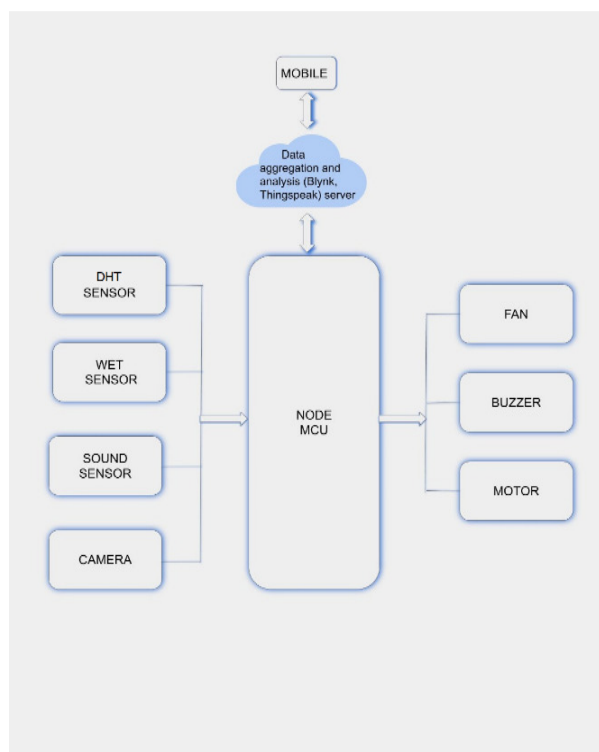 MOBILE
Data
aggregation and
analysis (Blynk,
Thingspeak) server
DHT
SENSOR
WET
SENSOR
SOUND
SENSOR
CAMERA
NODE
MCU
FAN
BUZZER
MOTOR